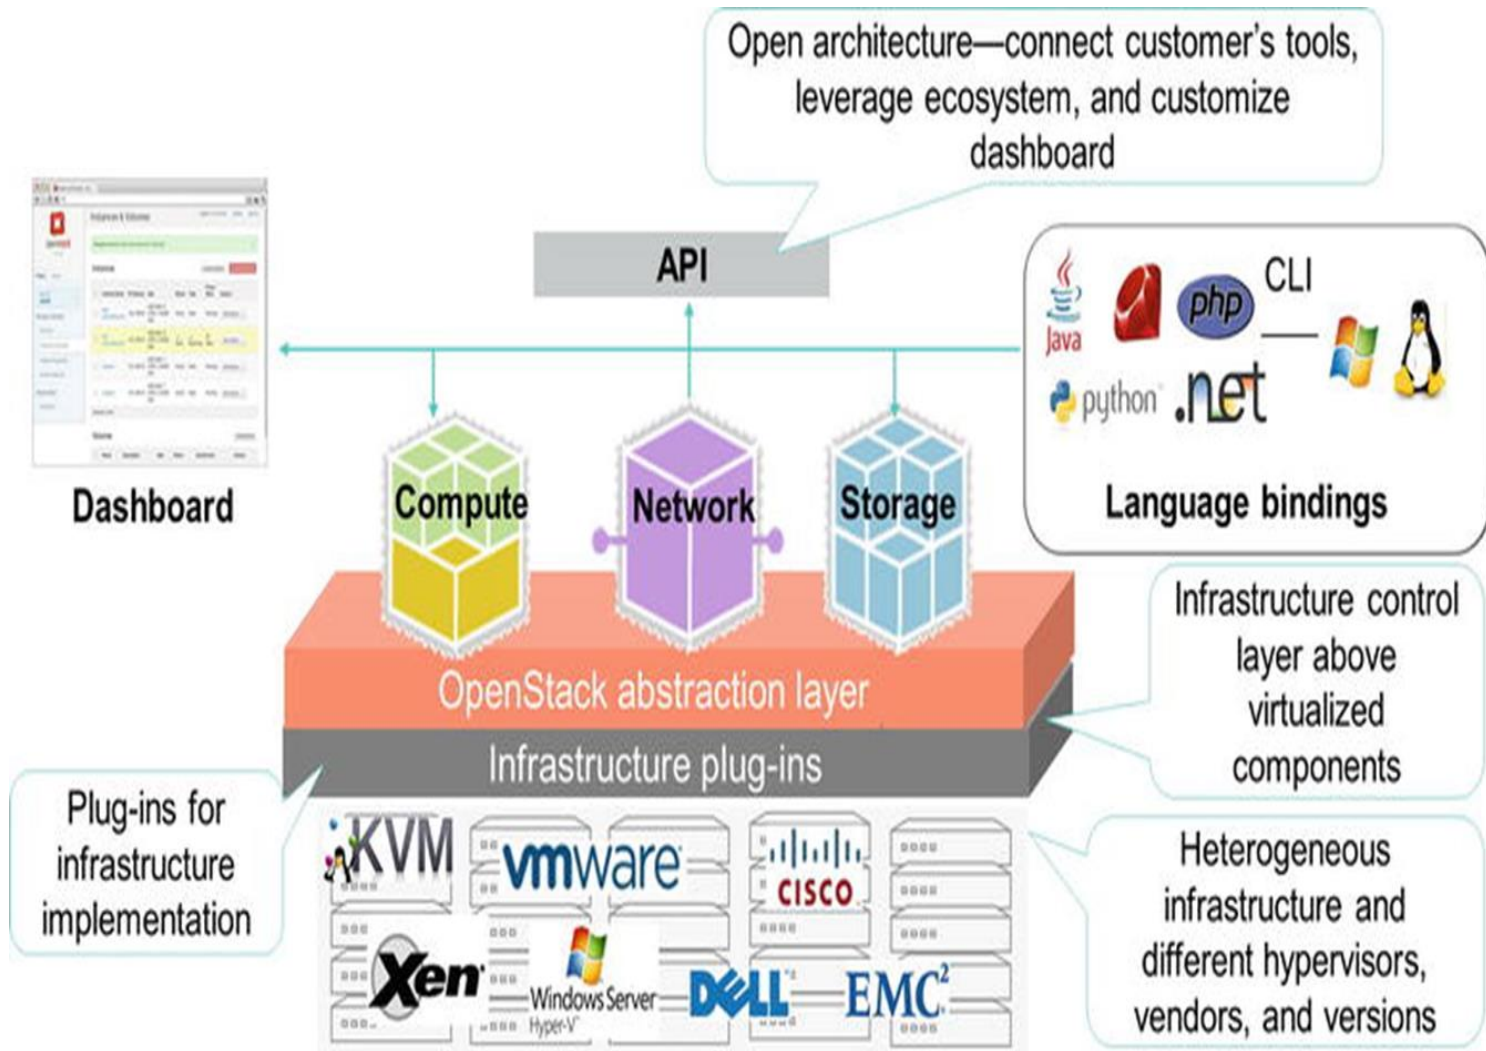 Open architecture—connect customer's tools,
leverage ecosystem, and customize
dashboard
API
Java
php
CLI
python
.net
Language bindings
Dashboard
Compute
Network
Storage
OpenStack abstraction layer
Infrastructure plug-ins
Infrastructure control
layer above
virtualized
components
Plug-ins for
infrastructure
implementation
KVM
vmware
CISCO
Xen
Windows Server
Hyper-V
DELL
EMC²
Heterogeneous
infrastructure and
different hypervisors,
vendors, and versions